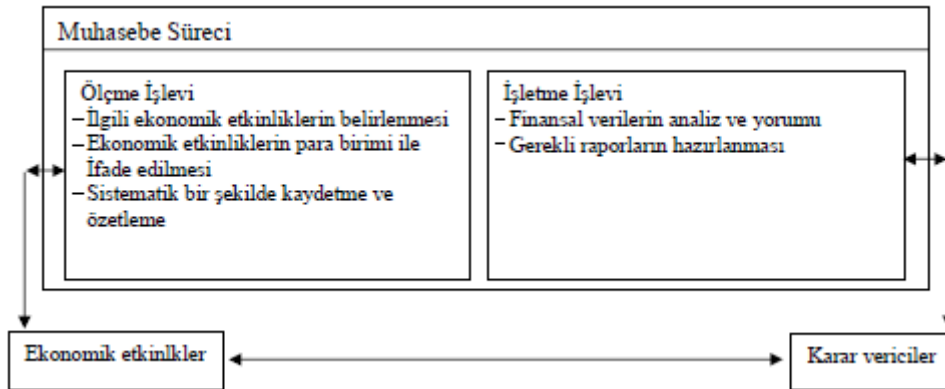 Muhasebe Süreci
Ölçme İşlevi
–İlgili ekonomik etkinliklerin belirlenmesi
–Ekonomik etkinliklerin para birimi ile
İfade edilmesi
–Sistematik bir şekilde kaydetme ve
özetleme
İşletme İşlevi
–Finansal verilerin analiz ve yorumu
–Gerekli raporların hazırlanması
Ekonomik etkinlkler
Karar vericiler